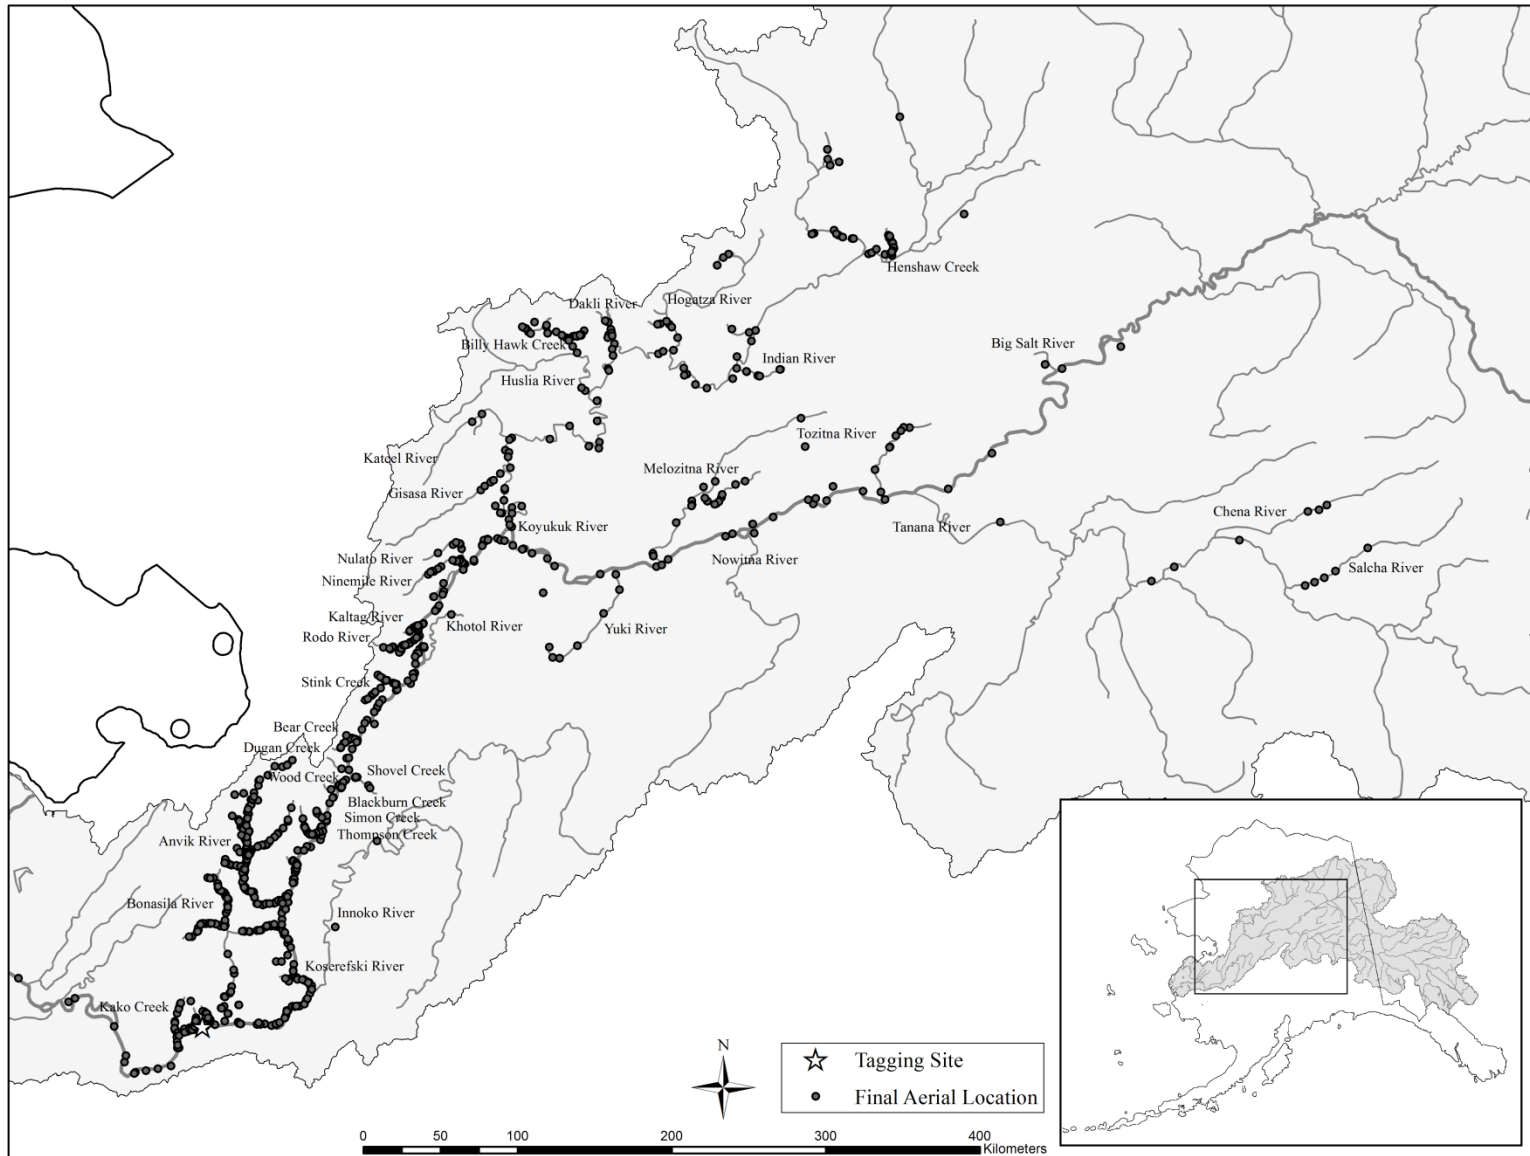 Henshaw Creek
Dakli River
Hogatza River
Billy Hawk Creek
Big Salt River
Indian River
Huslia River
Tozitna River
Kateel River
Melozitna River
Gisasa River
Chena River
Koyukuk River
Tanana River
Nulato River
Nowitna River
Salcha River
Ninemile River
Kaltag River
Khotol River
Yuki River
Rodo River
Stink Creek
Bear Creek
Dugan Creek
Wood Creek
Shovel Creek
Blackburn Creek
Simon Creek
Thompson Creek
Anvik River
Bonasila River
Innoko River
Koserefski River
Kako Creek
N
Tagging Site
Final Aerial Location
0 50 100 200 300 400
Kilometers